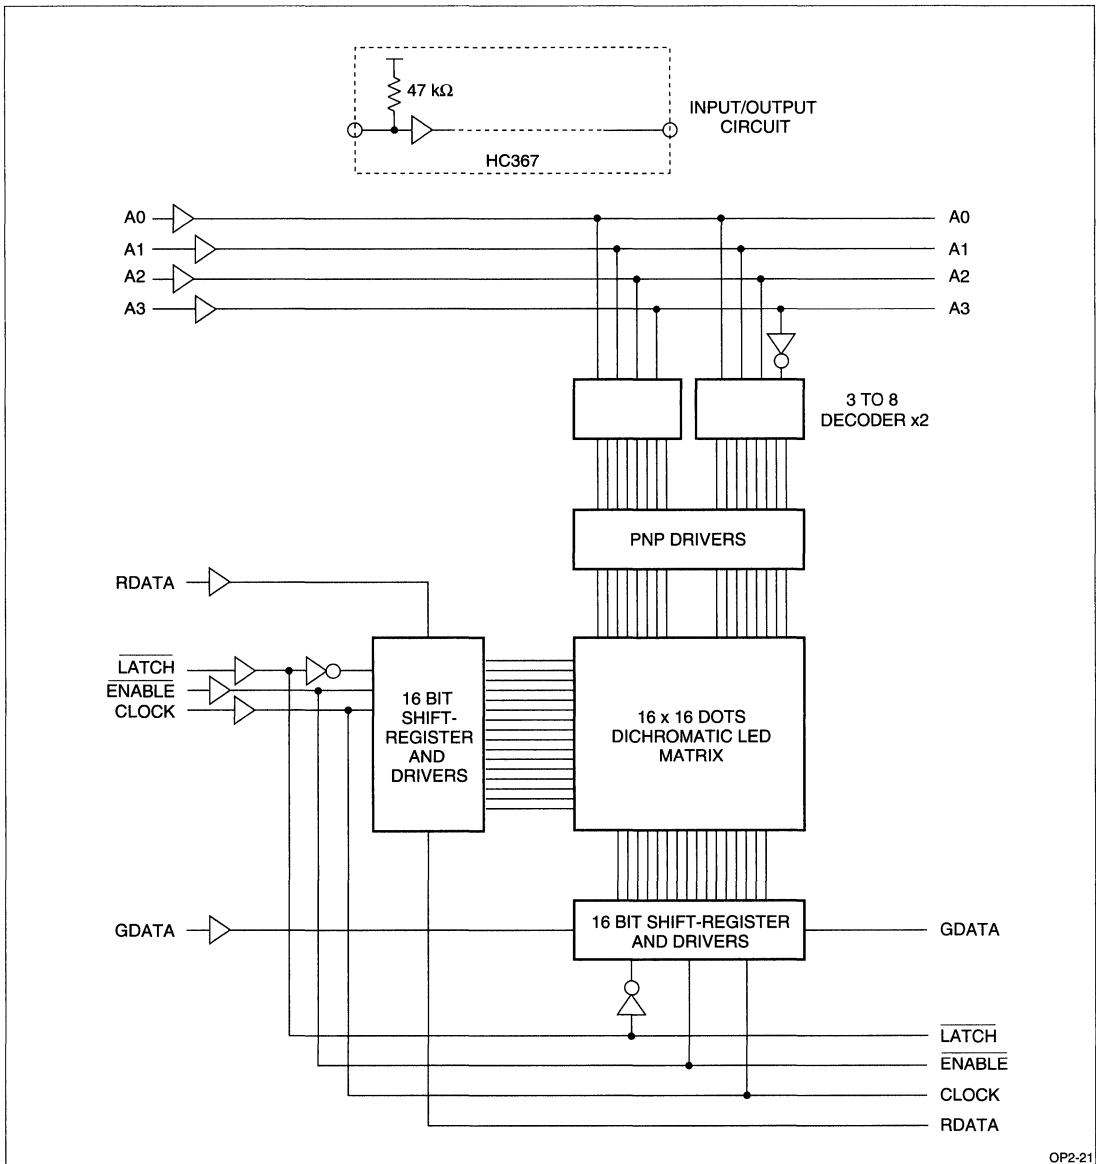 47 kΩ
INPUT/OUTPUT
CIRCUIT
HC367
A0 A0
A1 A1
A2 A2
A3 A3
3 TO 8
DECODER x2
PNP DRIVERS
RDATA
LATCH
ENABLE
CLOCK
16 BIT
SHIFT-
REGISTER
AND
DRIVERS
16 x 16 DOTS
DICHROMATIC LED
MATRIX
GDATA
16 BIT SHIFT-REGISTER
AND DRIVERS
GDATA
LATCH
ENABLE
CLOCK
RDATA
OP2-21